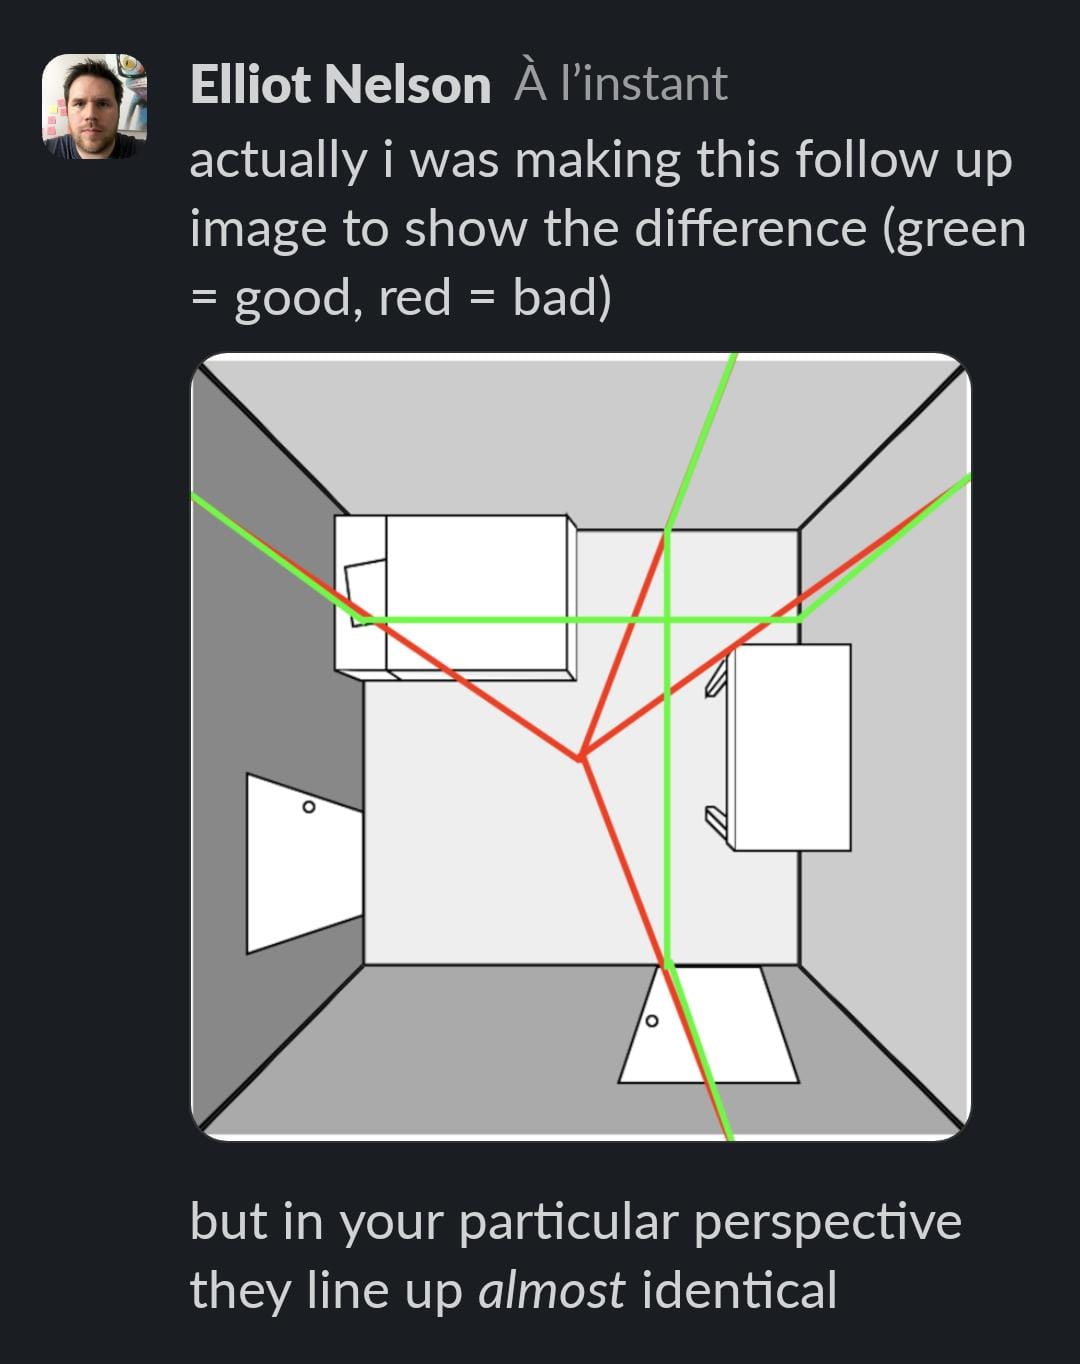 Elliot Nelson À l’instant
actually i was making this follow up
image to show the difference (green
= good, red = bad)
but in your particular perspective
they line up almost identical